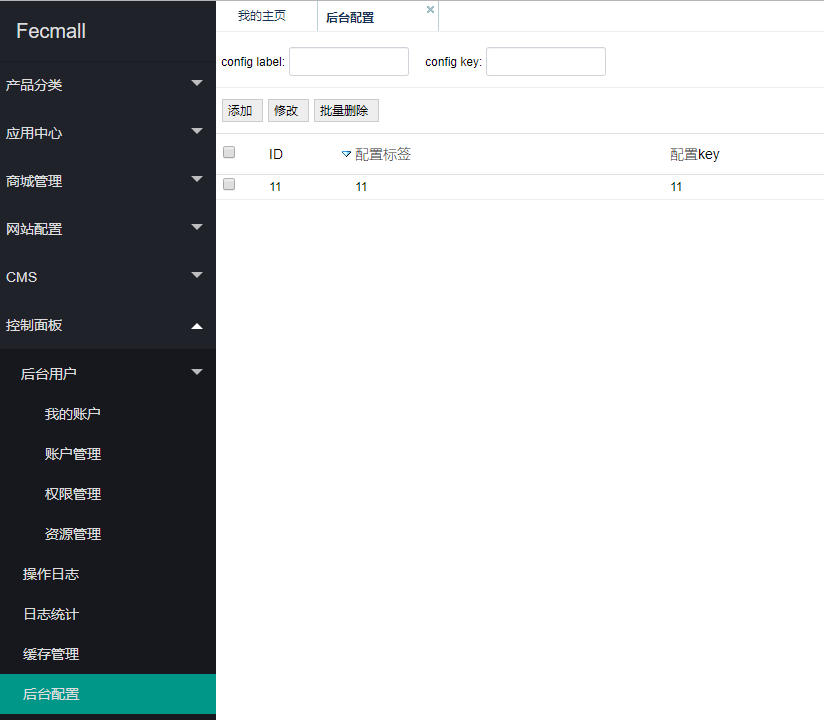 Fecmall
产品分类
应用中心
商城管理
网站配置
CMS
控制面板
后台用户
我的账户
账户管理
权限管理
资源管理
操作日志
日志统计
缓存管理
后台配置
我的主页 后台配置
config label: config key:
添加 修改 批量删除
ID 配置标签 配置key
11 11 11